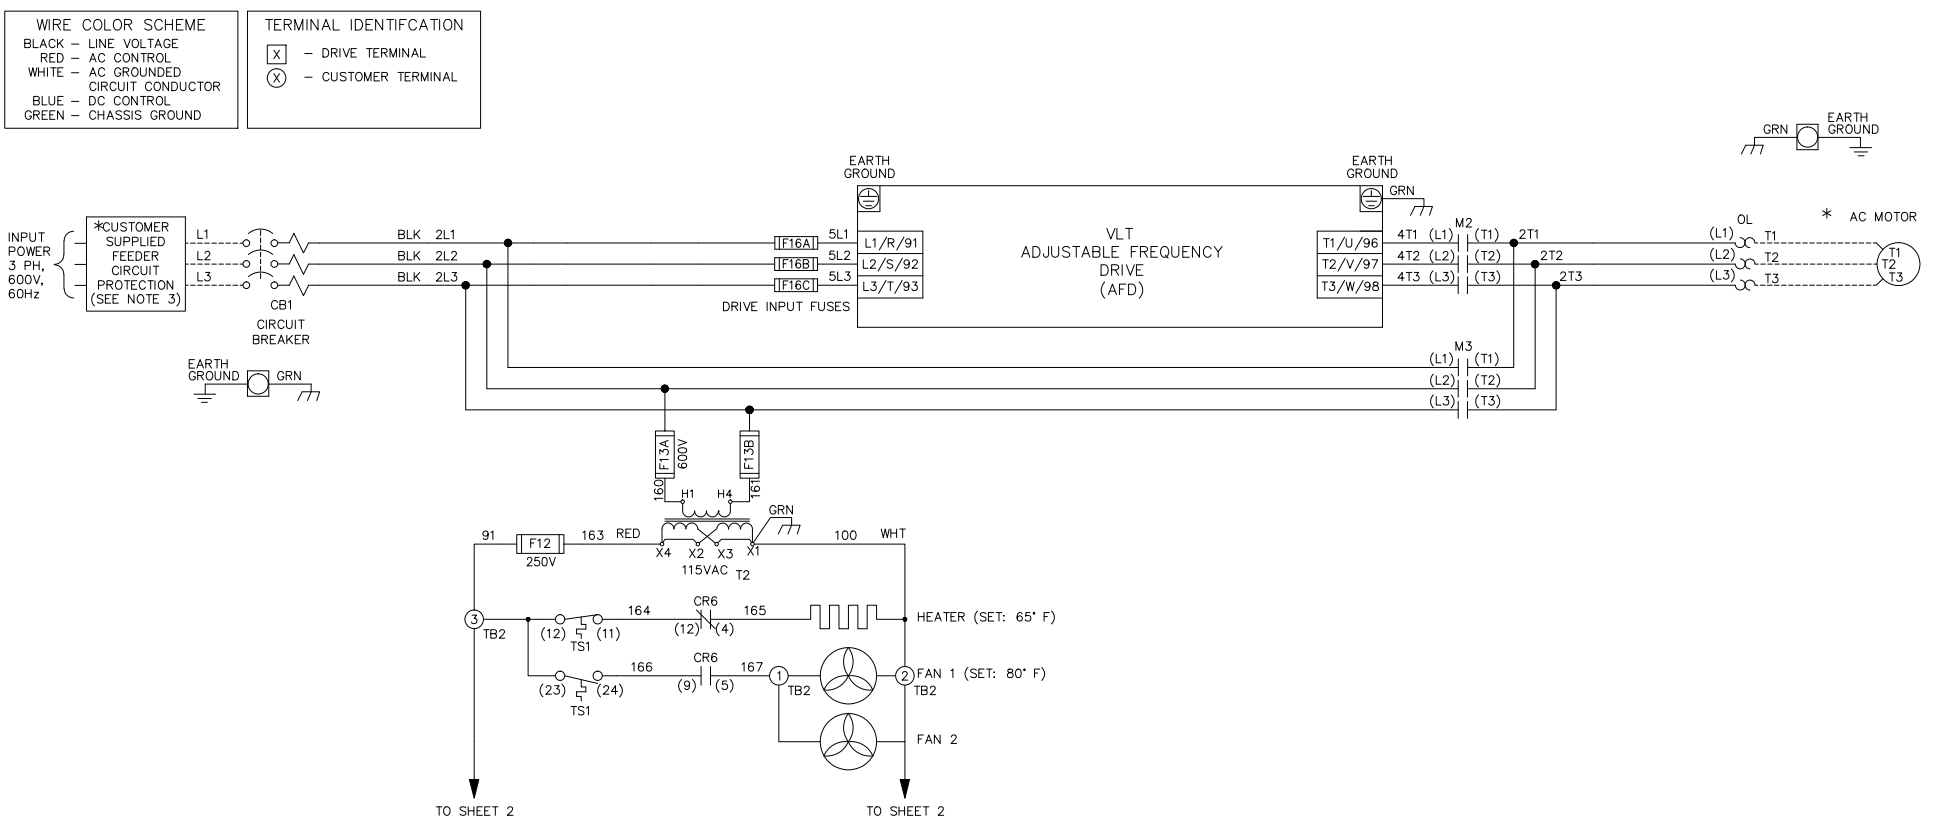 WIRE COLOR SCHEME
BLACK – LINE VOLTAGE
RED – AC CONTROL
WHITE – AC GROUNDED
CIRCUIT CONDUCTOR
BLUE – DC CONTROL
GREEN – CHASSIS GROUND
TERMINAL IDENTIFCATION
X – DRIVE TERMINAL
X – CUSTOMER TERMINAL
INPUT
POWER
3 PH,
600V,
60Hz
*CUSTOMER
SUPPLIED
FEEDER
CIRCUIT
PROTECTION
(SEE NOTE 3)
L1
L2
L3
CB1
CIRCUIT
BREAKER
EARTH
GROUND
GRN
BLK 2L1
BLK 2L2
BLK 2L3
F16A
F16B
F16C
5L1
5L2
5L3
DRIVE INPUT FUSES
EARTH
GROUND
L1/R/91
L2/S/92
L3/T/93
VLT
ADJUSTABLE FREQUENCY
DRIVE
(AFD)
EARTH
GROUND
GRN
T1/U/96
T2/V/97
T3/W/98
M2
4T1 (L1) (T1) 2T1
4T2 (L2) (T2) 2T2
4T3 (L3) (T3) 2T3
M3
(L1) (T1)
(L2) (T2)
(L3) (T3)
GRN
EARTH
GROUND
OL
(L1) T1
(L2) T2
(L3) T3
* AC MOTOR
T1
T2
T3
F13A
600V
F13B
160
161
H1 H4
GRN
91
F12
250V
163 RED
X4 X2 X3 X1
115VAC T2
100 WHT
3
TB2
(12) (11)
TS1
164
CR6
(12) (4)
165
HEATER (SET: 65° F)
(23) (24)
TS1
166
CR6
(9) (5)
167
1
TB2
2
TB2
FAN 1 (SET: 80° F)
FAN 2
TO SHEET 2
TO SHEET 2